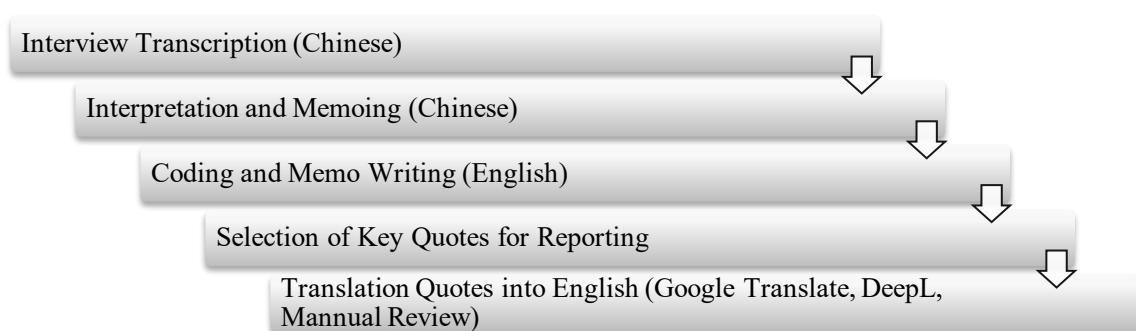 Interview Transcription (Chinese)
Interpretation and Memoing (Chinese)
Coding and Memo Writing (English)
Selection of Key Quotes for Reporting
Translation Quotes into English (Google Translate, DeepL,
Mannual Review)